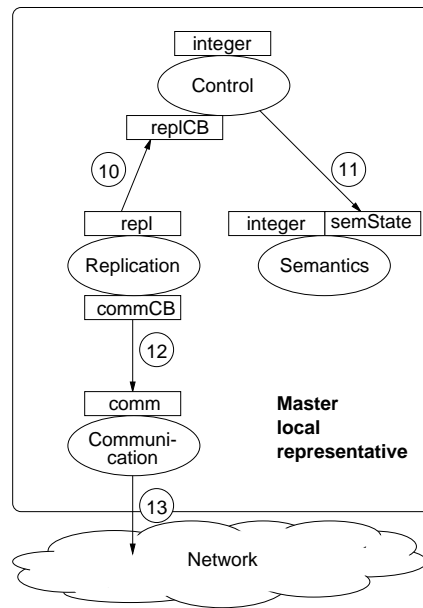 integer
Control
replCB
10
11
repl
integer
semState
Replication
Semantics
commCB
12
comm
Communi-
cation
Master
local
representative
13
Network